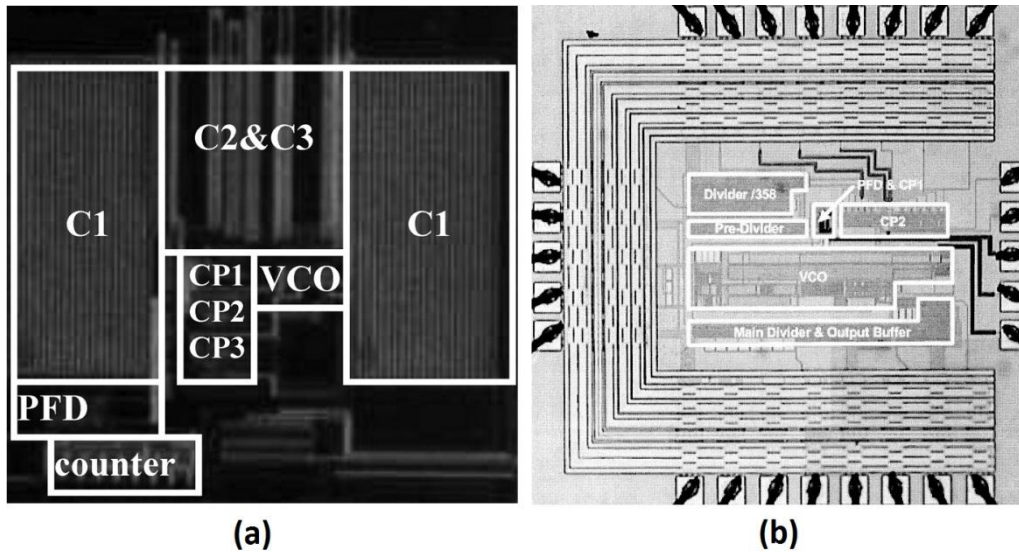 C2&C3
C1
C1
CP1
VCO
CP2
CP3
PFD
counter
(a)
Divider /358
PFD & CP1
CP2
Pre-Divider
VCO
Main Divider & Output Buffer
(b)